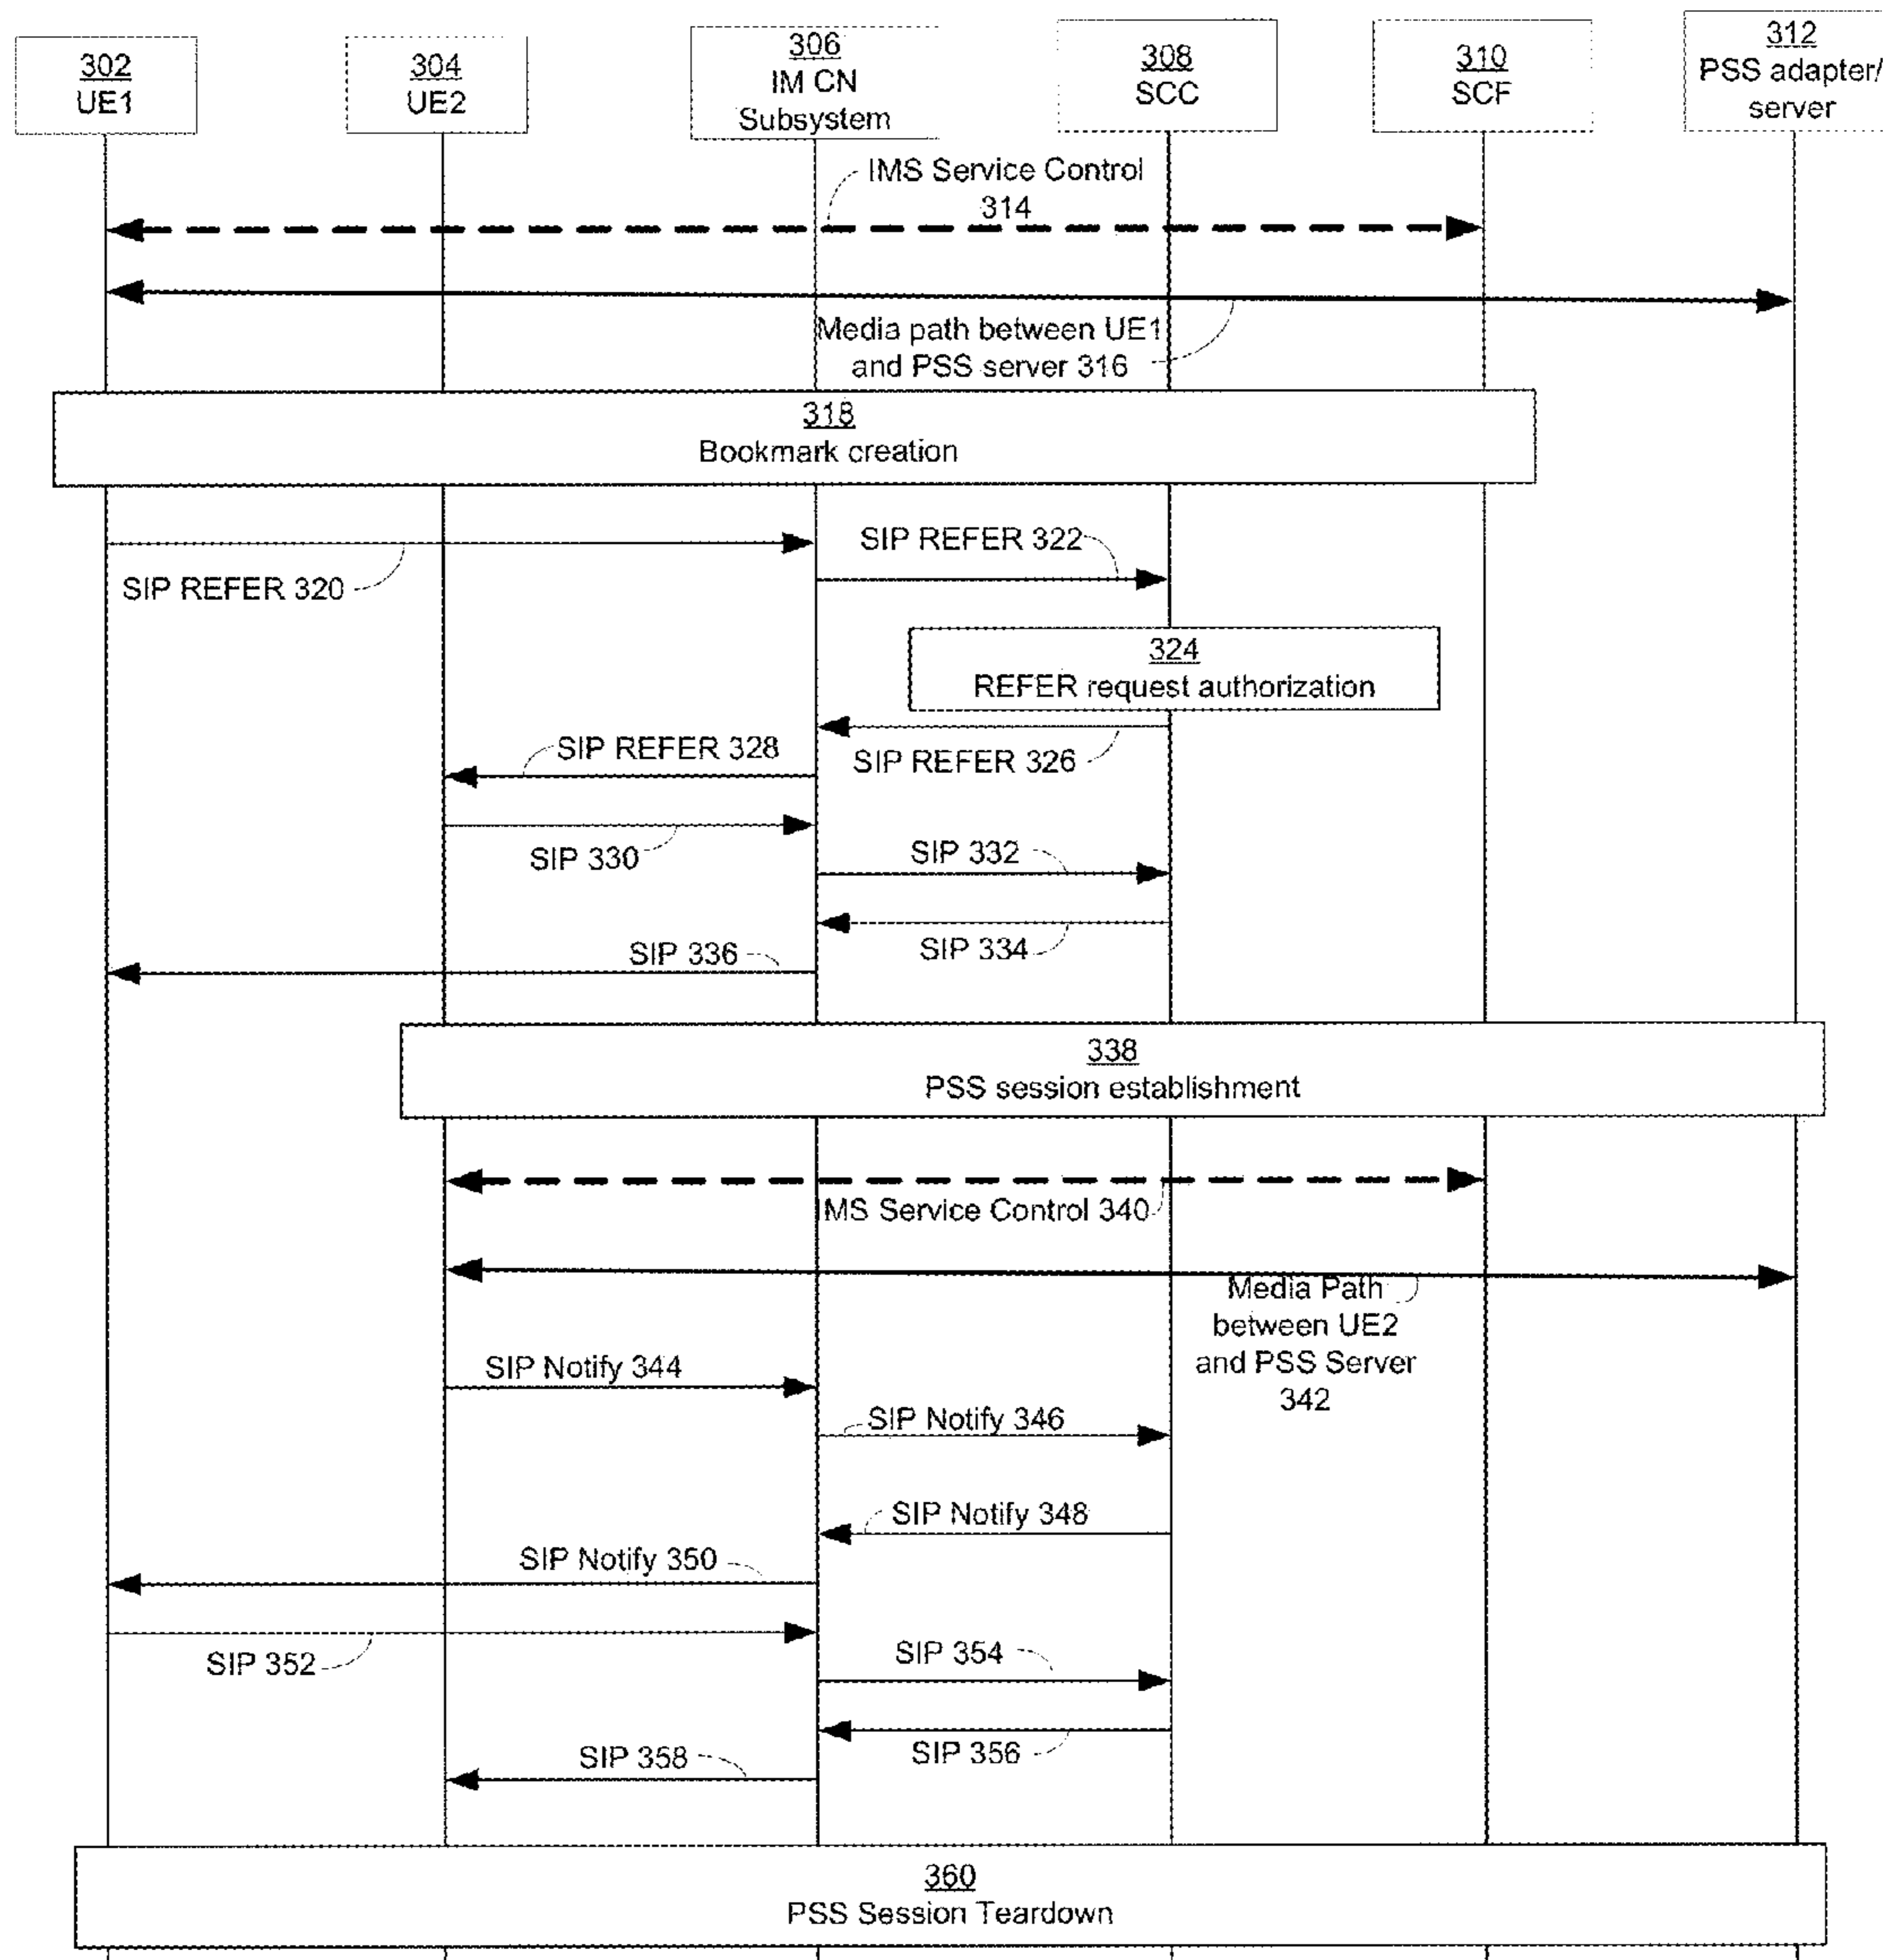 302
UE1
304
UE2
306
IM CN
Subsystem
308
SCC
310
SCF
312
PSS adapter/
server
IMS Service Control
314
Media path between UE1
and PSS server 316
318
Bookmark creation
SIP REFER 320
SIP REFER 322
324
REFER request authorization
SIP REFER 326
SIP REFER 328
SIP 330
SIP 332
SIP 334
SIP 336
338
PSS session establishment
IMS Service Control 340
Media Path
between UE2
and PSS Server
342
SIP Notify 344
SIP Notify 346
SIP Notify 348
SIP Notify 350
SIP 352
SIP 354
SIP 356
SIP 358
360
PSS Session Teardown